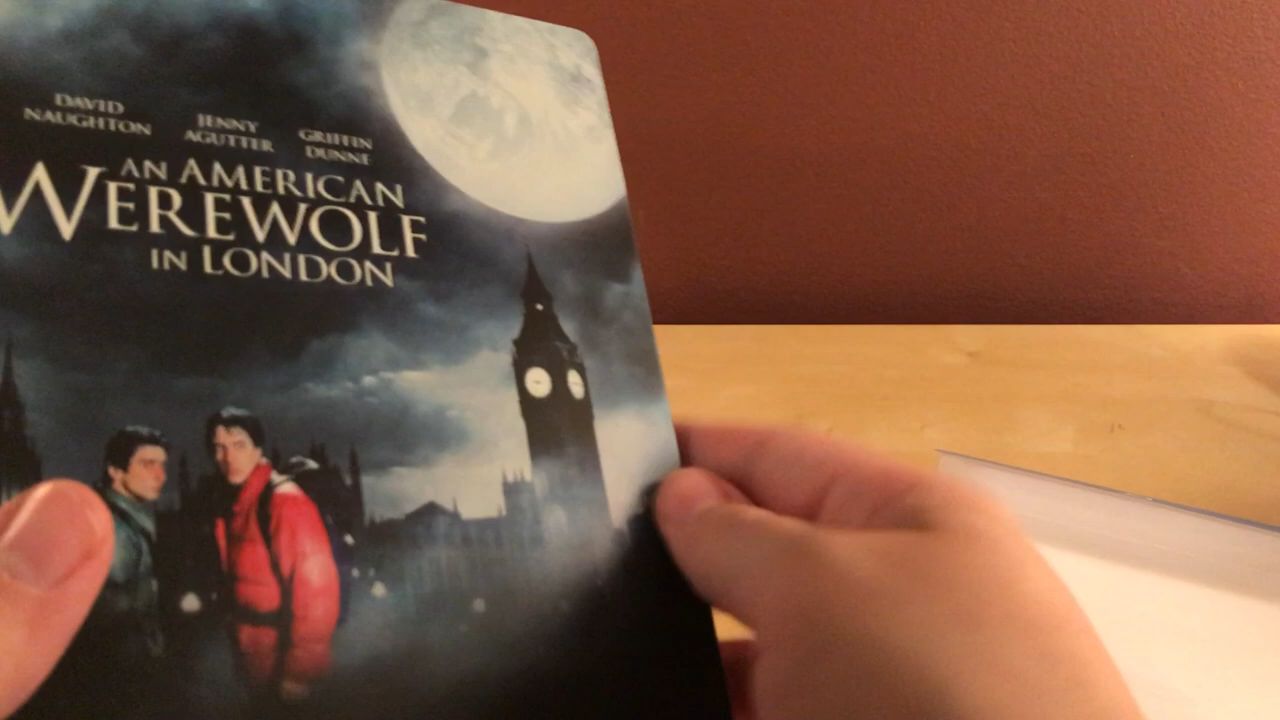 DAVID
NAUGHTON
JENNY
AGUTTER
GRIFFIN
DUNNE
AN AMERICAN
WEREWOLF
IN LONDON